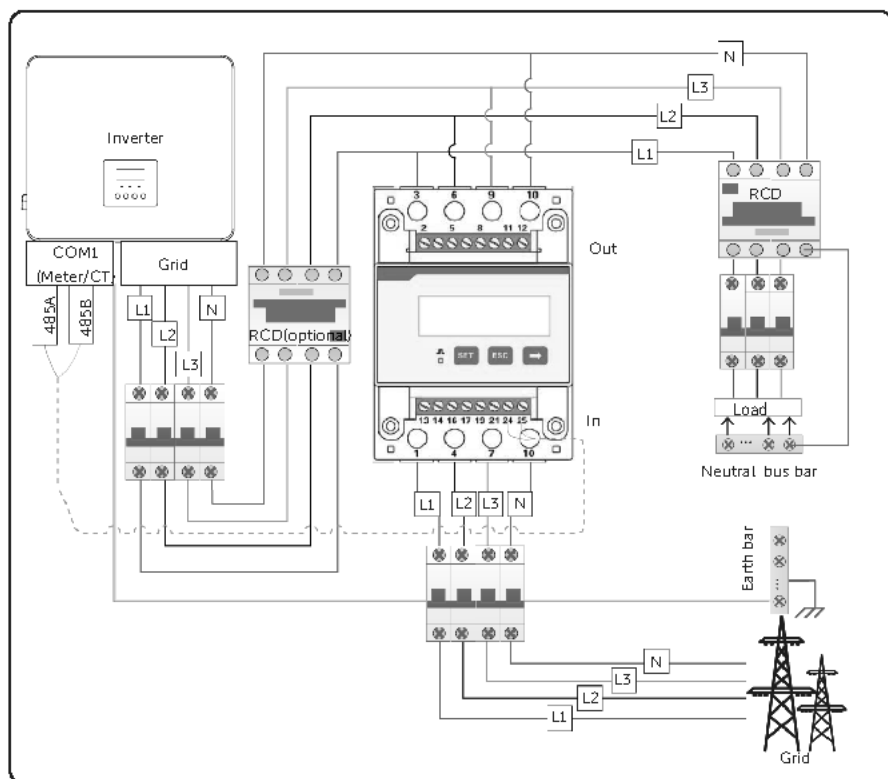 N
L3
L2
L1
Inverter
COM1
(Meter/CT)
Grid
485A
485B
L1
L2
L3
N
RCD(optional)
3 6 9 10
2 5 8 11 12
Out
SET ESC
In
13 14 16 17 19 21 24 25
1 4 7 10
L1 L2 L3 N
RCD
Load
...
Neutral bus bar
Earth bar
...
N
L3
L2
L1
Grid